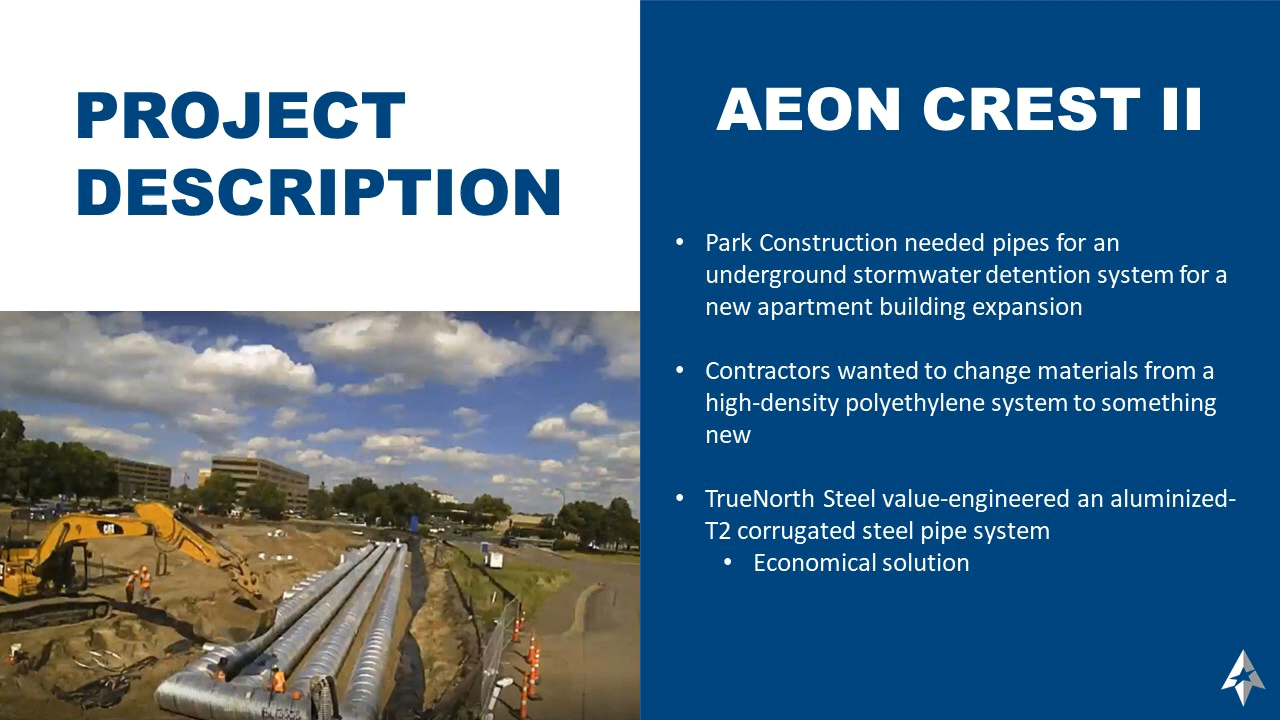 PROJECT
DESCRIPTION
AEON CREST II
• Park Construction needed pipes for an
underground stormwater detention system for a
new apartment building expansion
• Contractors wanted to change materials from a
high-density polyethylene system to something
new
• TrueNorth Steel value-engineered an aluminized-
T2 corrugated steel pipe system
• Economical solution
CAT